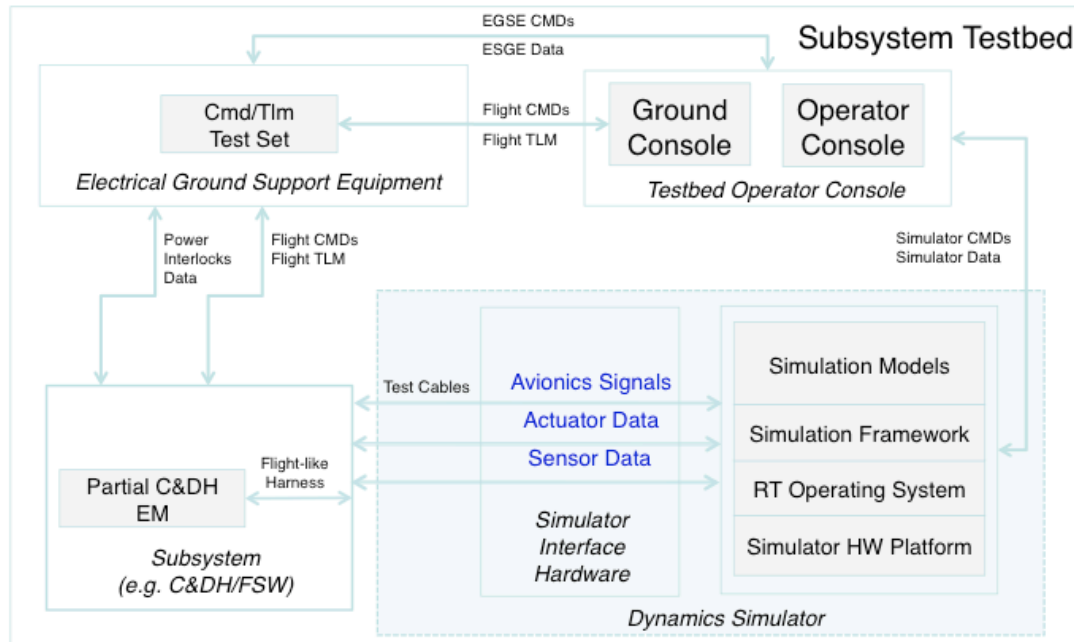 Subsystem Testbed
EGSE CMDs
ESGE Data
Cmd/Tlm
Test Set
Electrical Ground Support Equipment
Flight CMDs
Flight TLM
Ground
Console
Operator
Console
Testbed Operator Console
Power
Interlocks
Data
Flight CMDs
Flight TLM
Simulator CMDs
Simulator Data
Test Cables
Avionics Signals
Actuator Data
Sensor Data
Simulator
Interface
Hardware
Simulation Models
Simulation Framework
RT Operating System
Simulator HW Platform
Dynamics Simulator
Partial C&DH
EM
Flight-like
Harness
Subsystem
(e.g. C&DH/FSW)